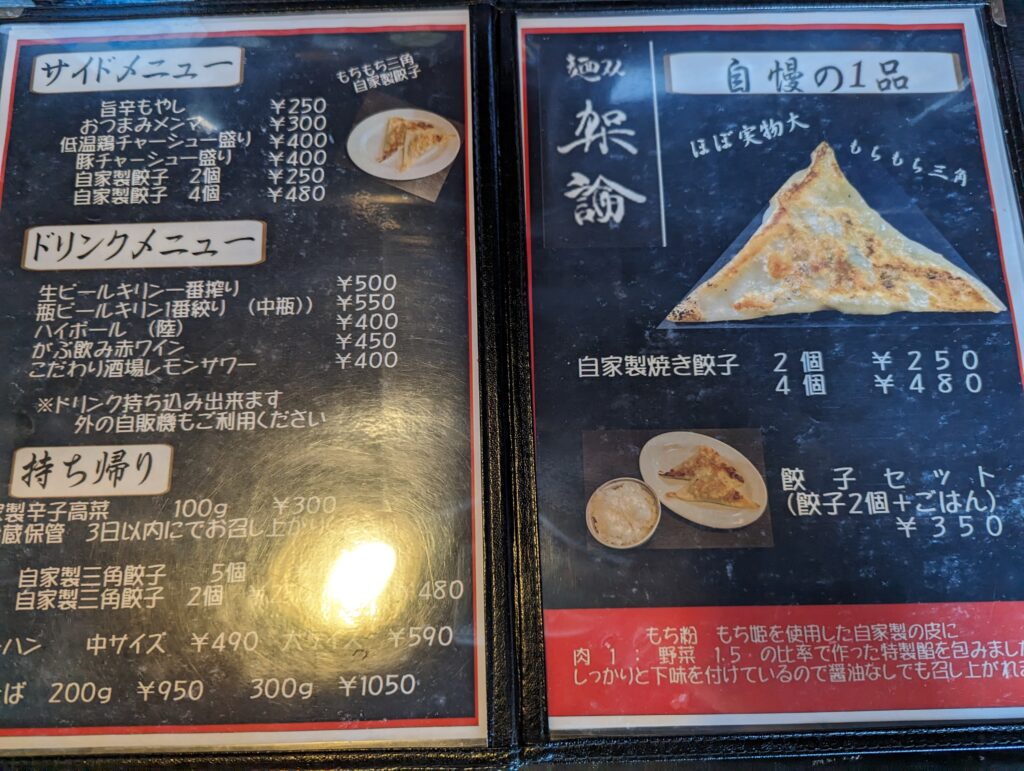 サイドメニュー
もちもち三角
自家製餃子
旨辛もやし ￥250
おつまみメンマ ￥300
低温鶏チャーシュー盛り ￥400
豚チャーシュー盛り ￥400
自家製餃子 2個 ￥250
自家製餃子 4個 ￥480
ドリンクメニュー
生ビールキリン一番搾り ￥500
瓶ビールキリン1番絞り (中瓶)) ￥550
ハイボール (陸) ￥400
がぶ飲み赤ワイン ￥450
こだわり酒場レモンサワー ￥400
※ドリンク持ち込み出来ます
外の自販機もご利用ください
持ち帰り
製辛子高菜 100g ￥300
蔵保管 3日以内にでお召し上が
自家製三角餃子 5個
自家製三角餃子 2個 480
ーハン 中サイズ ￥490 ￥590
ば 200g ￥950 300g ￥1050
麺双
架論
自慢の1品
ほぼ実物大
もちもち三角
自家製焼き餃子 2個 ￥250
4個 ￥480
餃子セット
(餃子2個＋ごはん)
￥350
もち粉 もち姫を使用した自家製の皮に
肉 1 : 野菜 1.5 の比率で作った特製餡を包みました
しっかりと下味を付けているので醤油なしでも召し上がれ